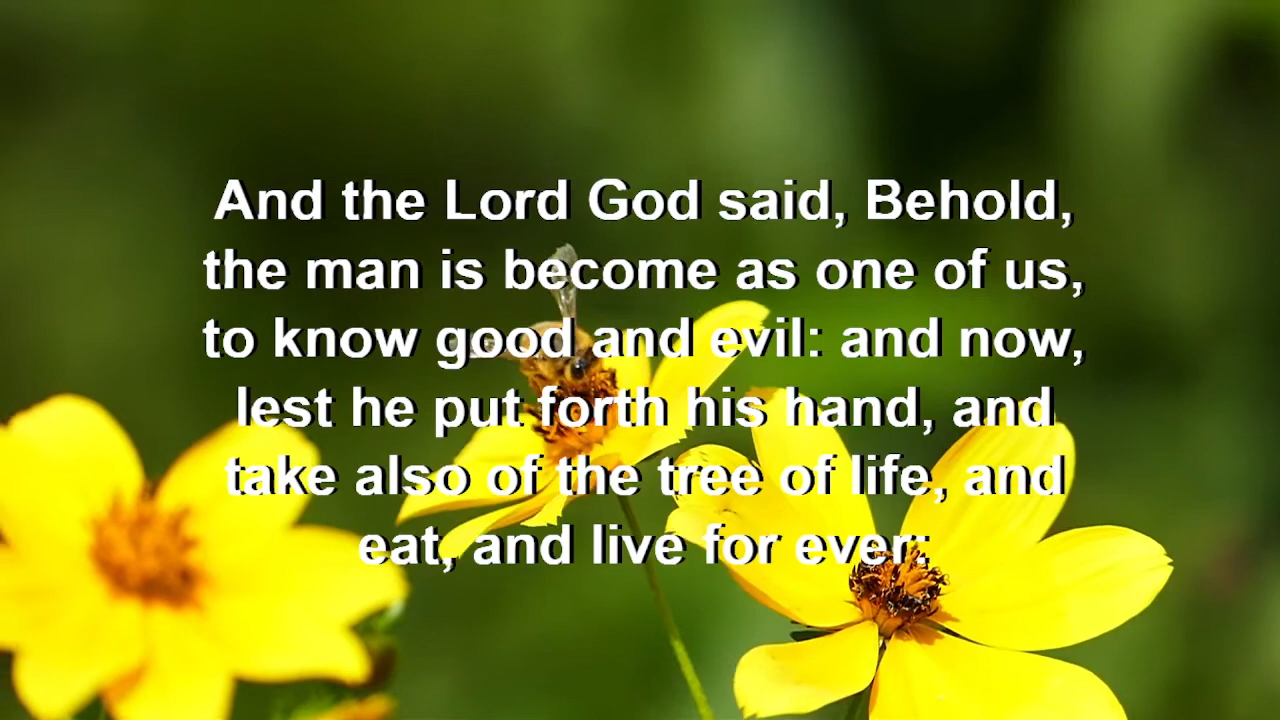 And the Lord God said, Behold,
the man is become as one of us,
to know good and evil: and now,
lest he put forth his hand, and
take also of the tree of life, and
eat, and live for ever: